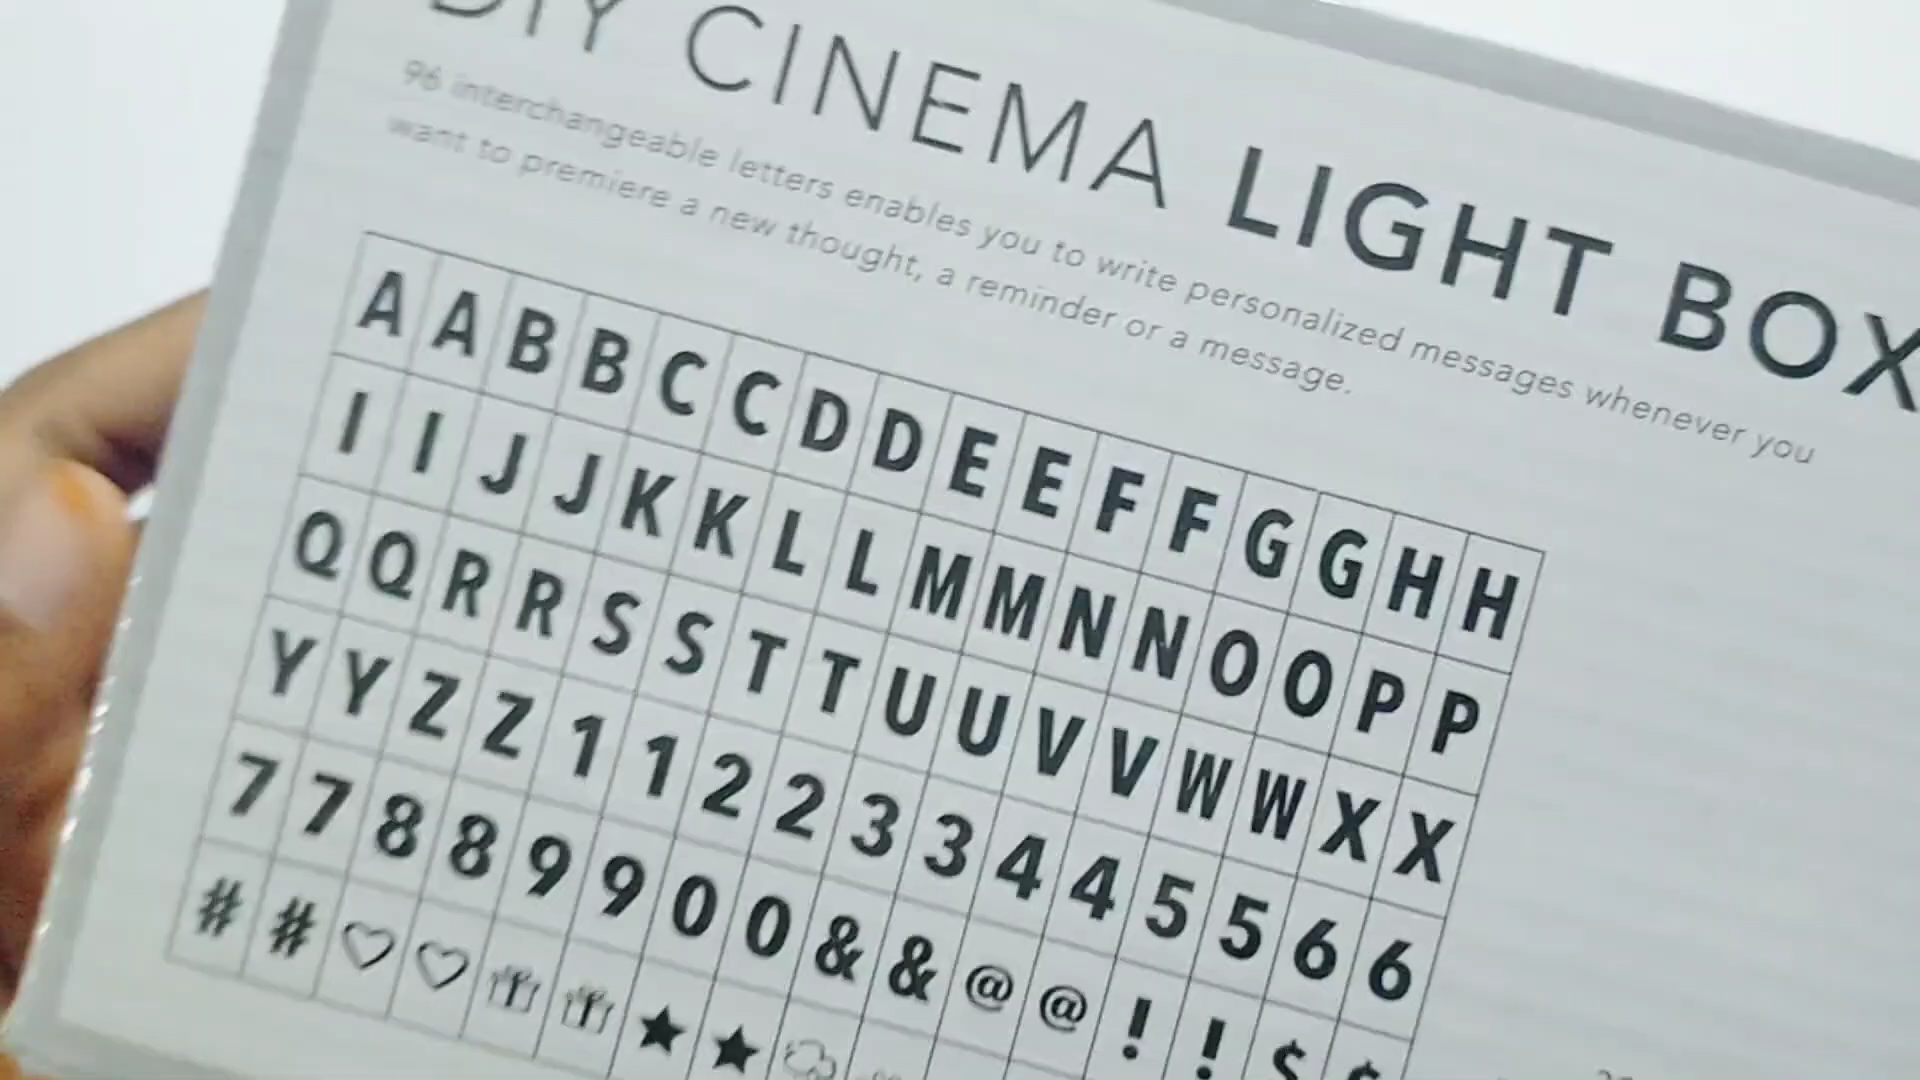 DIY CINEMA LIGHT BOX
96 interchangeable letters enables you to write personalized messages whenever you
want to premiere a new thought, a reminder or a message.
A A B B C C D D E E F F G G H H
I I J J K K L L M M N N O O P P
Q Q R R S S T T U U V V W W X X
Y Y Z Z 1 1 2 2 3 3 4 4 5 5 6 6
7 7 8 8 9 9 0 0 & & @ @ ! ! $ $
# # ♡ ♡ ★ ★